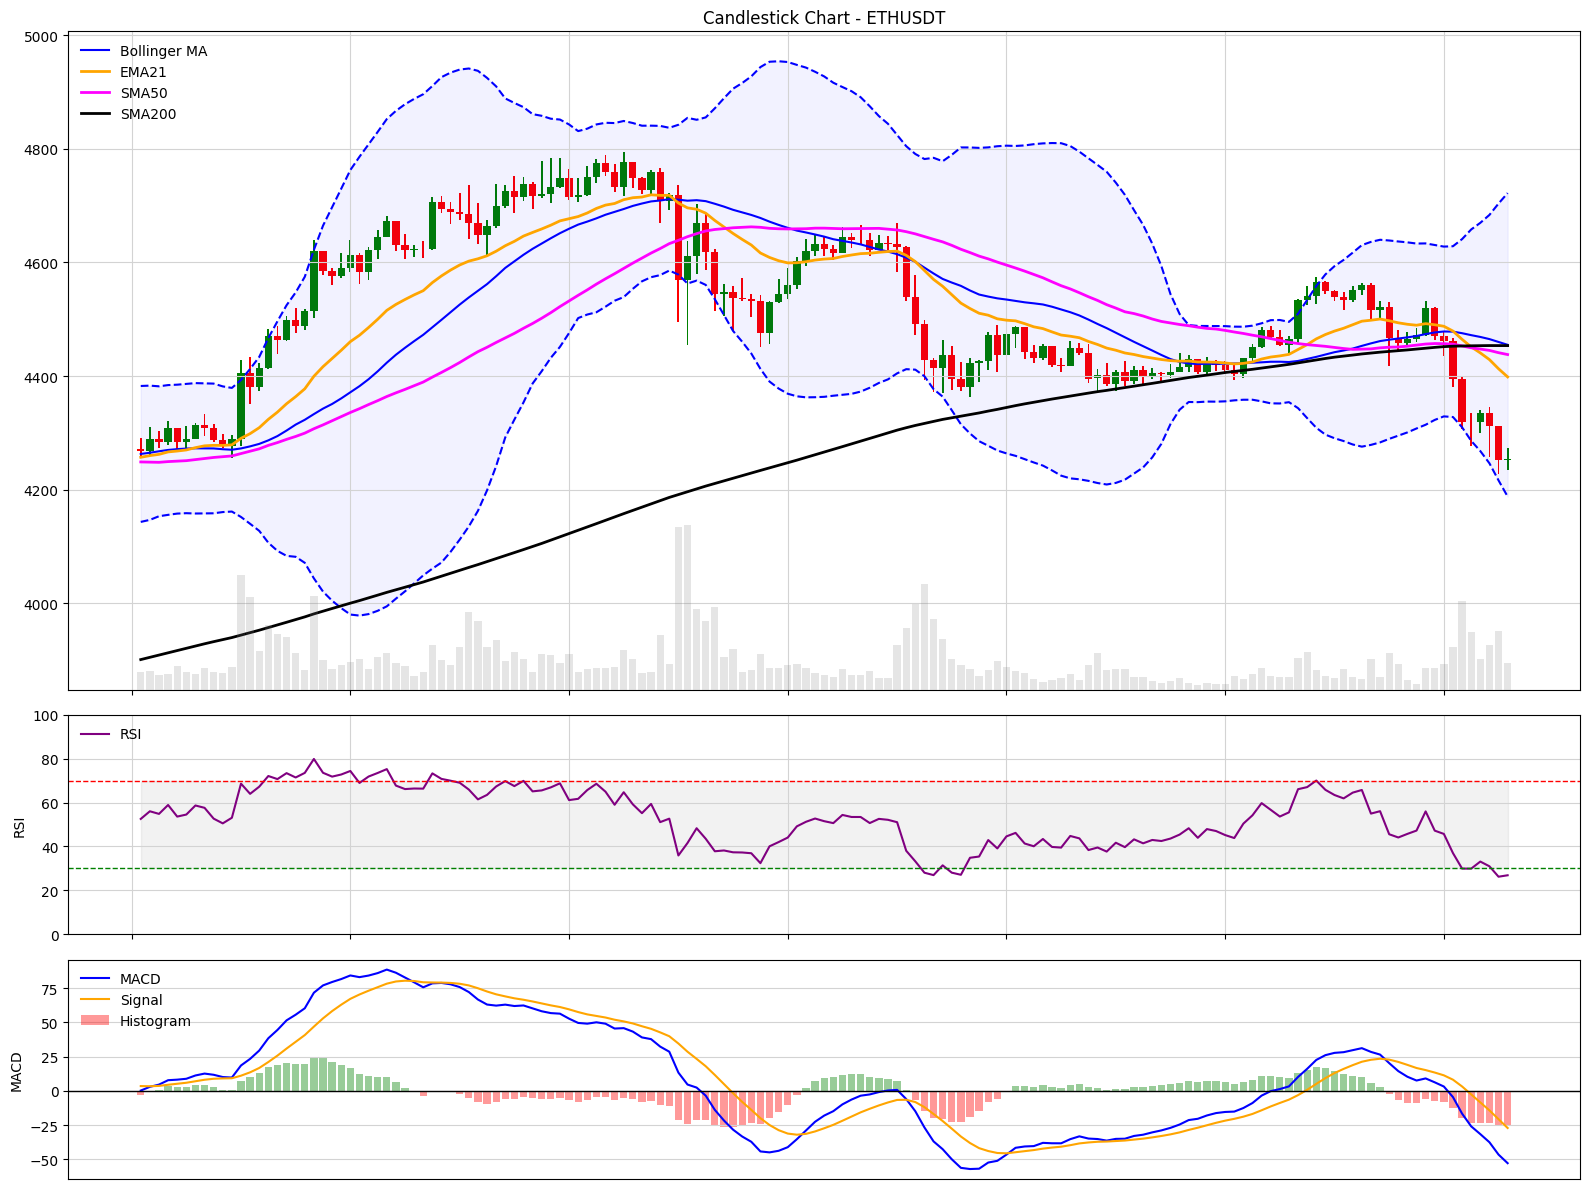 Candlestick Chart - ETHUSDT
5000
4800
4600
4400
4200
4000
Bollinger MA
EMA21
SMA50
SMA200
RSI
100
80
60
40
20
0
RSI
MACD
75
50
25
0
−25
−50
MACD
Signal
Histogram